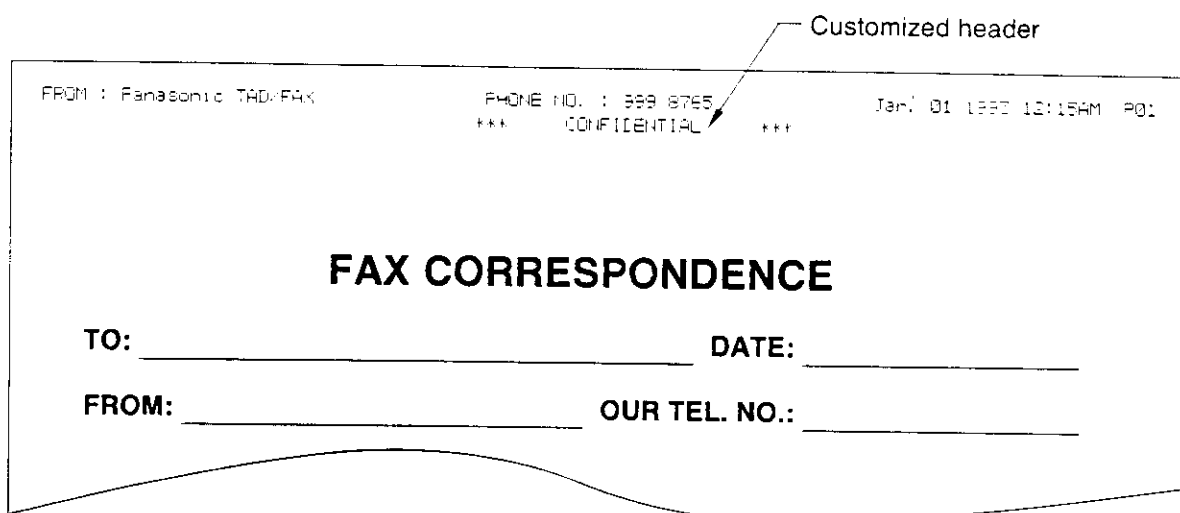 Customized header
FROM : Panasonic TAD/FAX PHONE NO. : 999 8765 Jan. 01 12:15AM P01
*** CONFIDENTIAL ***
FAX CORRESPONDENCE
TO: DATE:
FROM: OUR TEL. NO.: